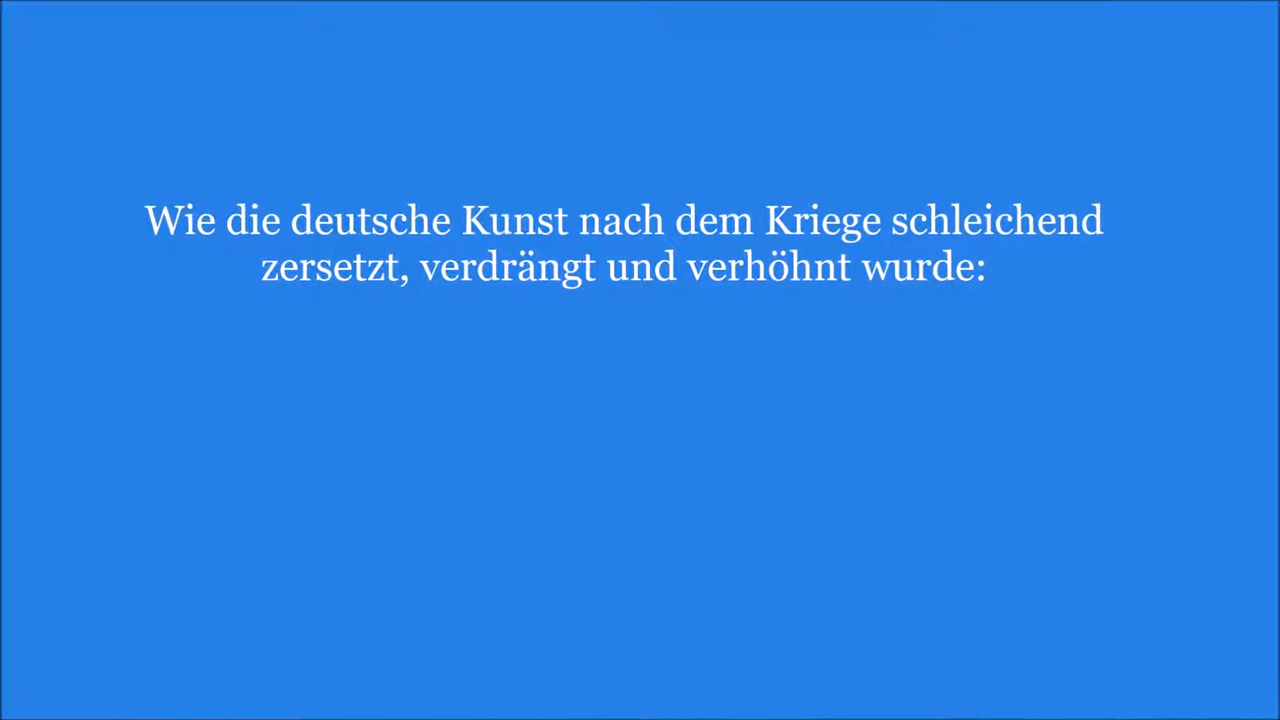 Wie die deutsche Kunst nach dem Kriege schleichend
zersetzt, verdrängt und verhöhnt wurde: